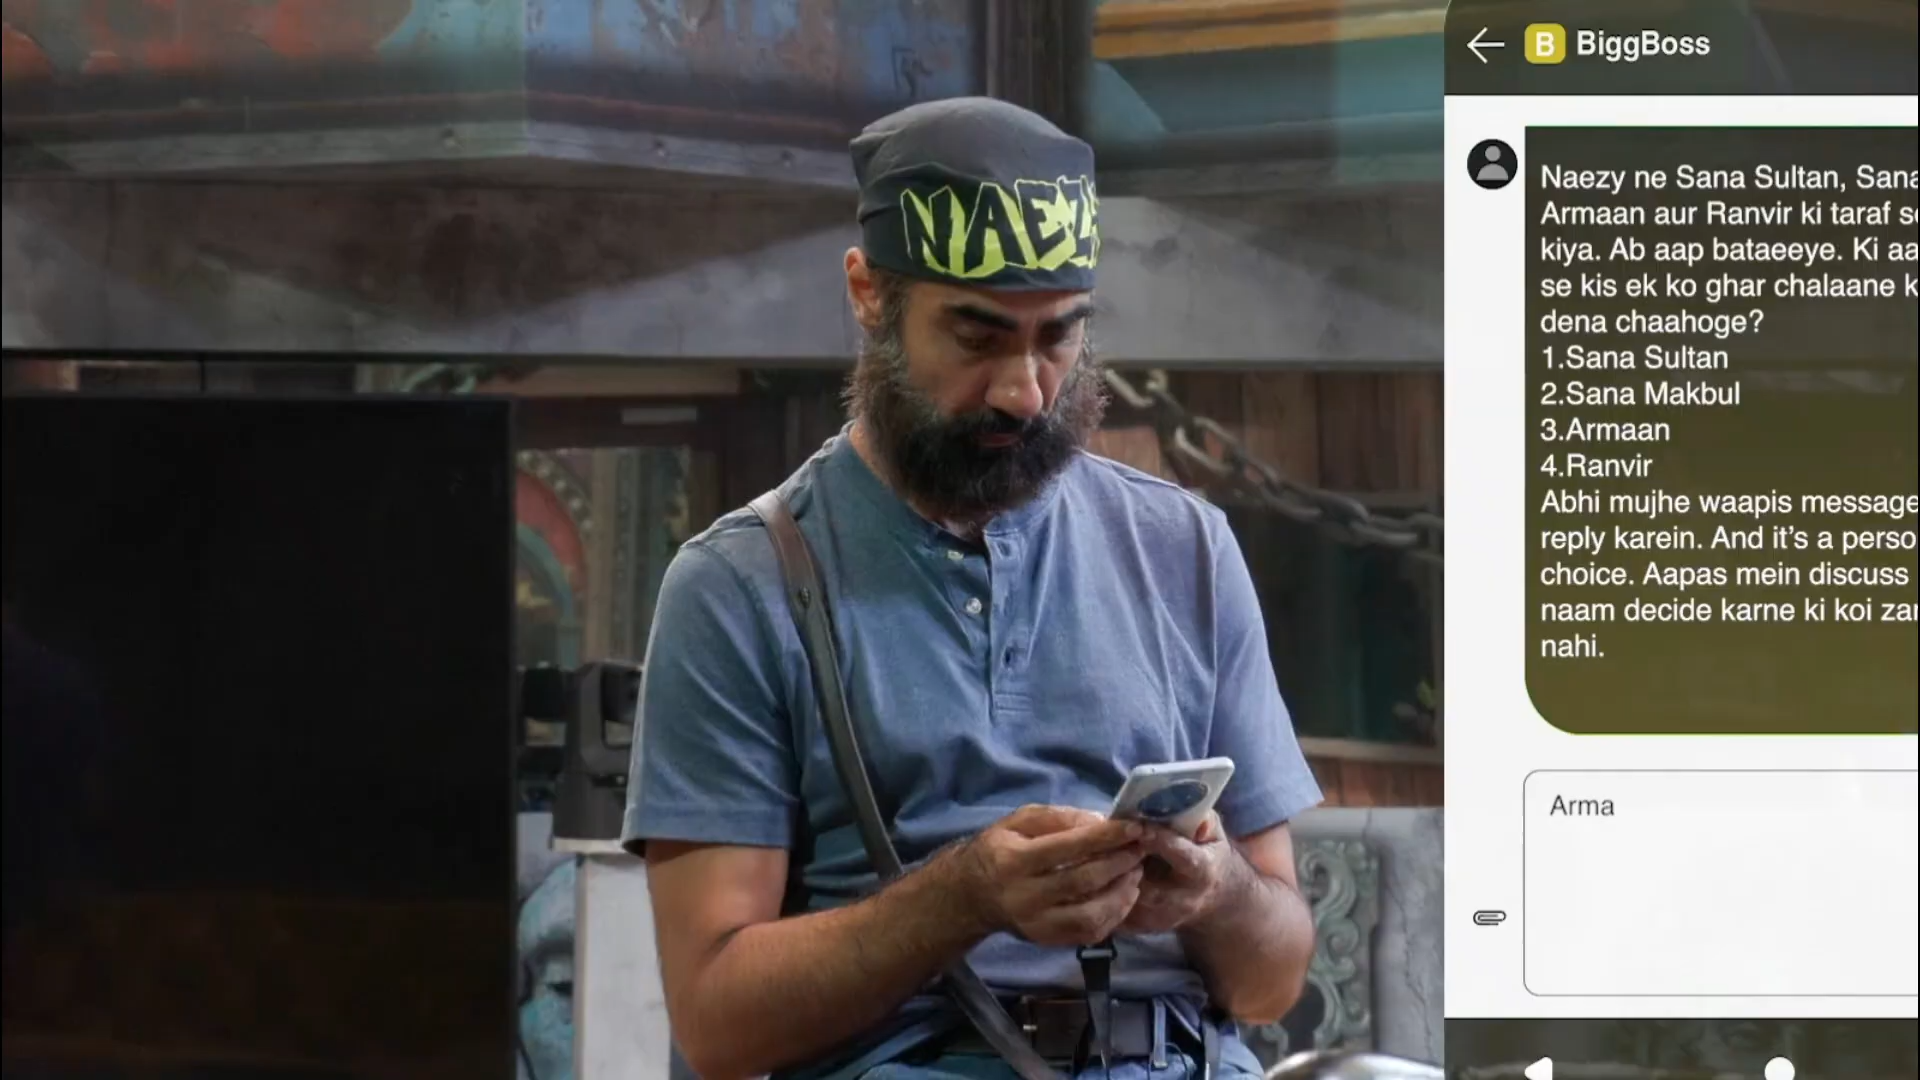 NAEZ
BiggBoss
Naezy ne Sana Sultan, Sana
Armaan aur Ranvir ki taraf
kiya. Ab aap bataeeye. Ki
se kis ek ko ghar chalaane
dena chaahoge?
1.Sana Sultan
2.Sana Makbul
3.Armaan
4.Ranvir
Abhi mujhe waapis message
reply karein. And it's a
choice. Aapas mein discuss
naam decide karne ki koi
nahi.
Arma